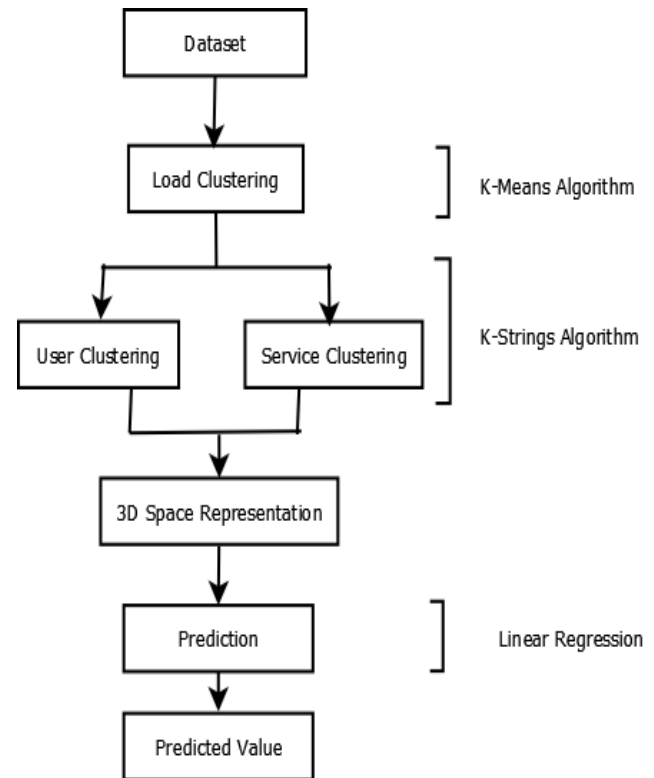 Dataset
Load Clustering
K-Means Algorithm
User Clustering
Service Clustering
K-Strings Algorithm
3D Space Representation
Prediction
Linear Regression
Predicted Value